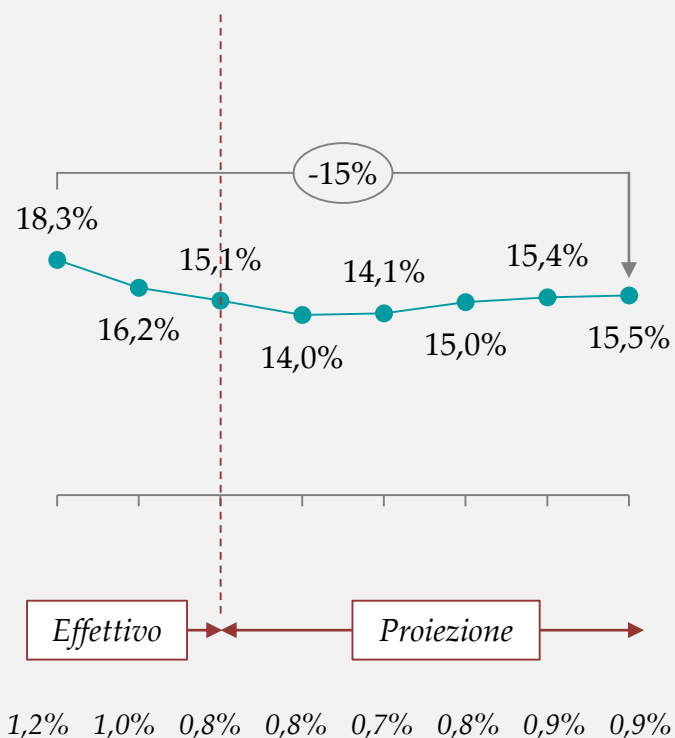 -15%
18,3%
15,1% 14,1% 15,4%
16,2% 14,0% 15,0% 15,5%
Effettivo Proiezione
1,2% 1,0% 0,8% 0,8% 0,7% 0,8% 0,9% 0,9%